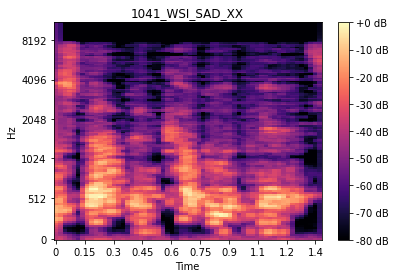 1041_WSI_SAD_XX
8192
4096
2048
1024
512
0
Hz
0 0.15 0.3 0.45 0.6 0.75 0.9 1.1 1.2 1.4
Time
+0 dB
-10 dB
-20 dB
-30 dB
-40 dB
-50 dB
-60 dB
-70 dB
-80 dB